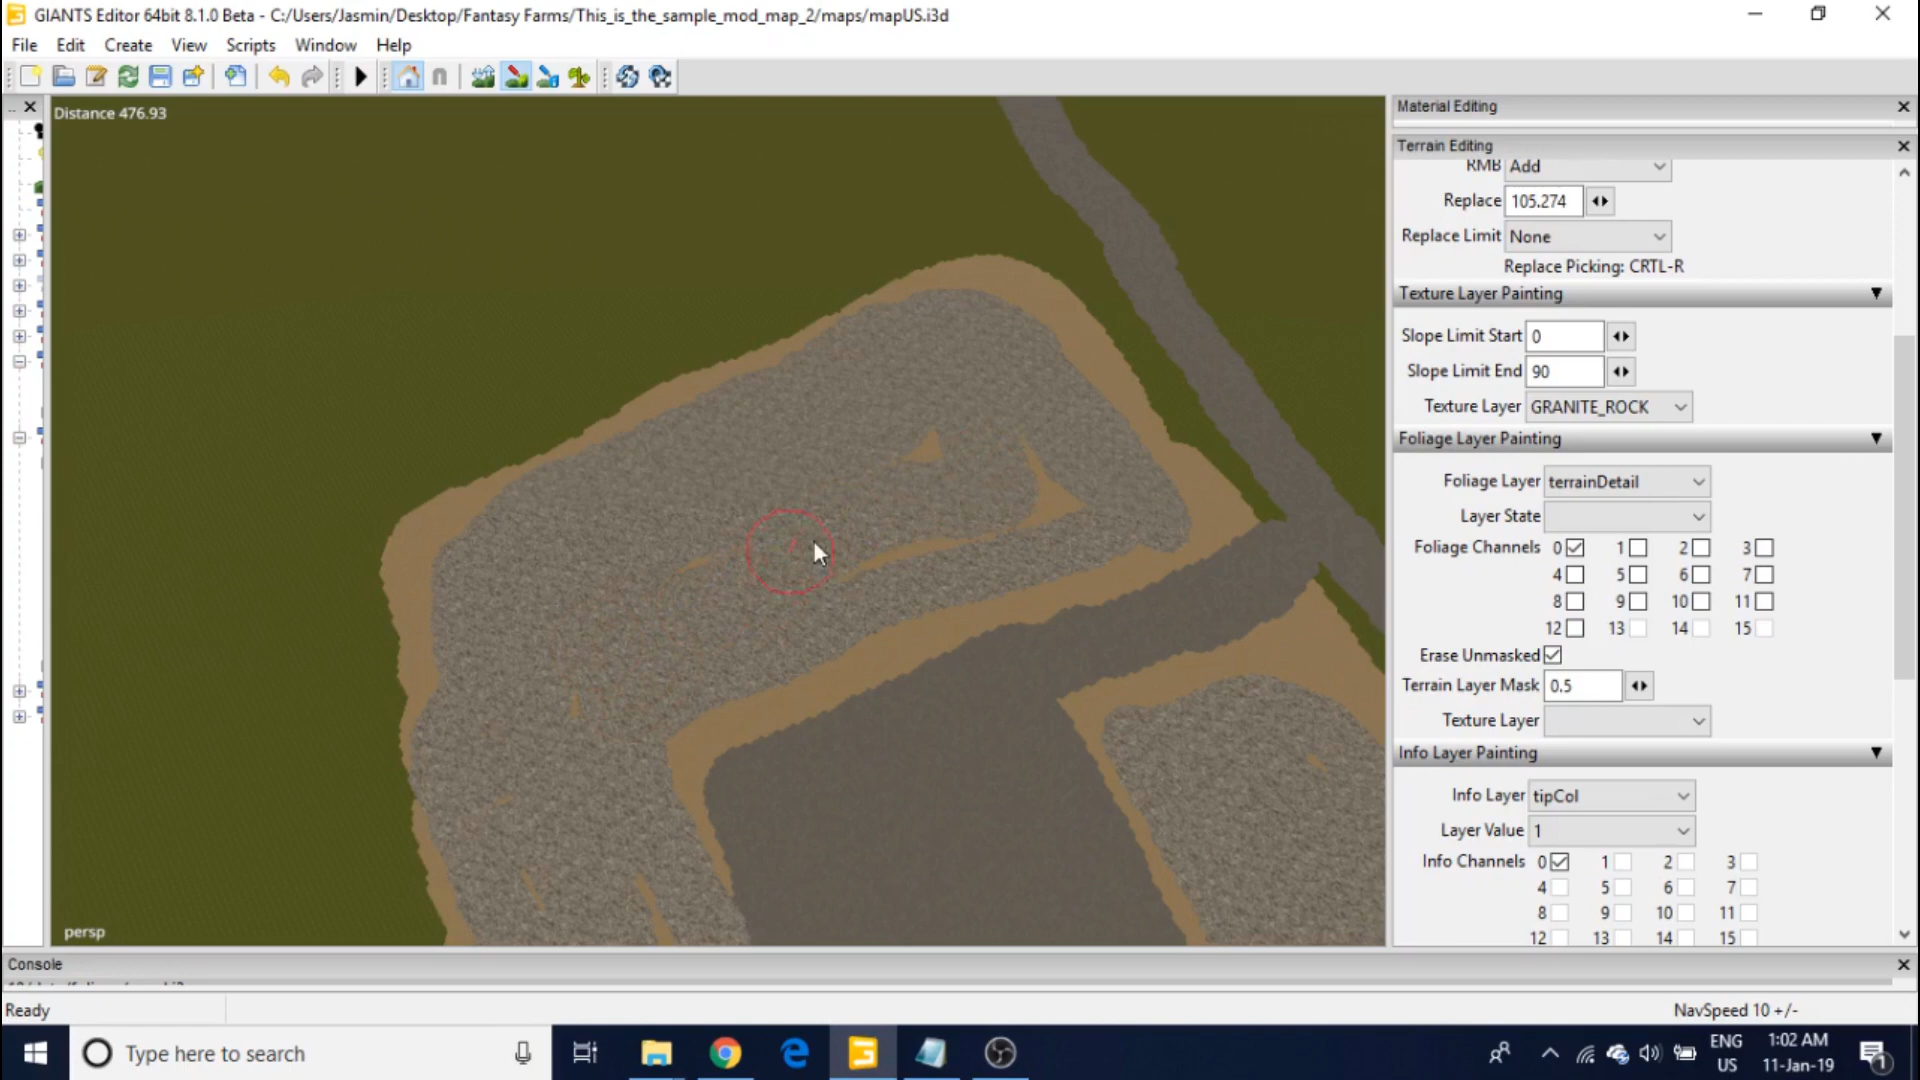 GIANTS Editor 64bit 8.1.0 Beta - C:/Users/Jasmin/Desktop/Fantasy Farms/This_is_the_sample_mod_map_2/maps/mapUS.i3d
File Edit Create View Scripts Window Help
Distance 476.93
persp
Material Editing
Terrain Editing
RMB Add
Replace 105.274
Replace Limit None
Replace Picking: CRTL-R
Texture Layer Painting
Slope Limit Start 0
Slope Limit End 90
Texture Layer GRANITE_ROCK
Foliage Layer Painting
Foliage Layer terrainDetail
Layer State
Foliage Channels 0 1 2 3
4 5 6 7
8 9 10 11
12 13 14 15
Erase Unmasked
Terrain Layer Mask 0.5
Texture Layer
Info Layer Painting
Info Layer tipCol
Layer Value 1
Info Channels 0 1 2 3
4 5 6 7
8 9 10 11
12 13 14 15
Console
Ready
NavSpeed 10 +/-
Type here to search
ENG
US
1:02 AM
11-Jan-19
1